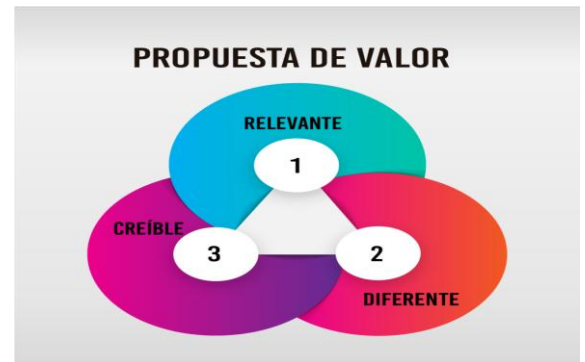 PROPUESTA DE VALOR
RELEVANTE
1
CREÍBLE
3
2
DIFERENTE